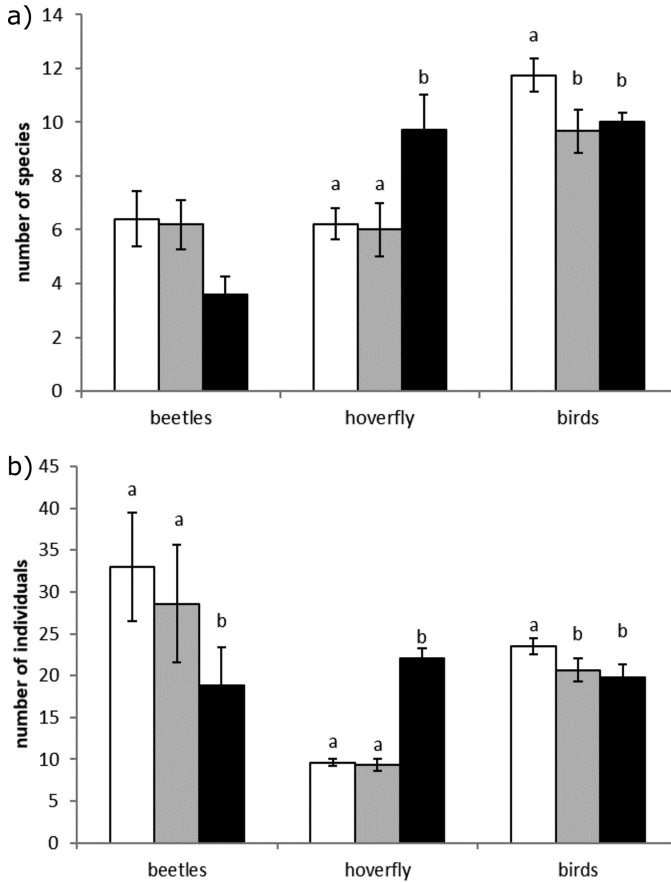 a)
number of species
14
12
10
8
6
4
2
0
a a b
a b b
beetles hoverfly birds
b)
number of individuals
45
40
35
30
25
20
15
10
5
0
a a b
a a b
a b b
beetles hoverfly birds